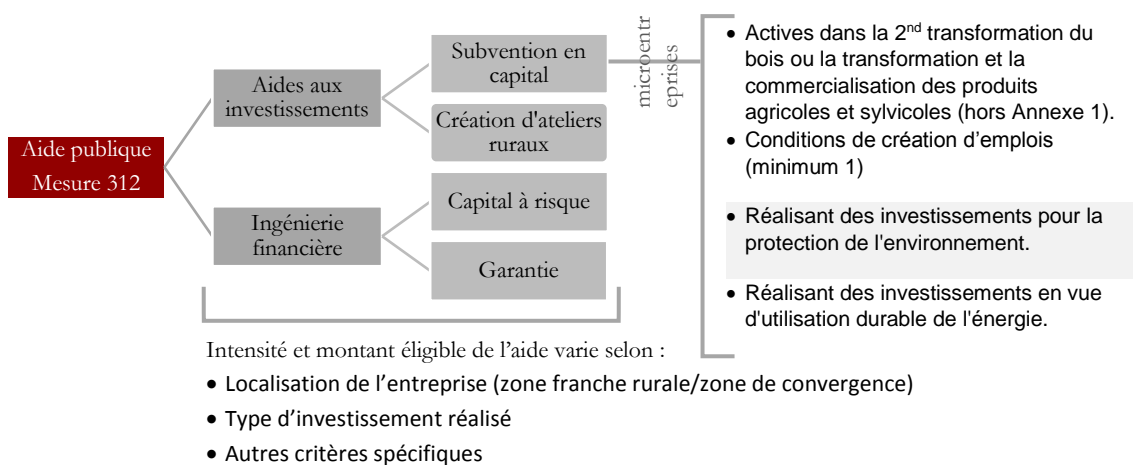 Aide publique
Mesure 312
Aides aux
investissements
Ingénierie
financière
Subvention en
capital
Création d'ateliers
ruraux
Capital à risque
Garantie
microentr
eprises
• Actives dans la 2nd transformation du
bois ou la transformation et la
commercialisation des produits
agricoles et sylvicoles (hors Annexe 1).
• Conditions de création d’emplois
(minimum 1)
• Réalisant des investissements pour la
protection de l'environnement.
• Réalisant des investissements en vue
d'utilisation durable de l'énergie.
Intensité et montant éligible de l’aide varie selon :
• Localisation de l’entreprise (zone franche rurale/zone de convergence)
• Type d’investissement réalisé
• Autres critères spécifiques